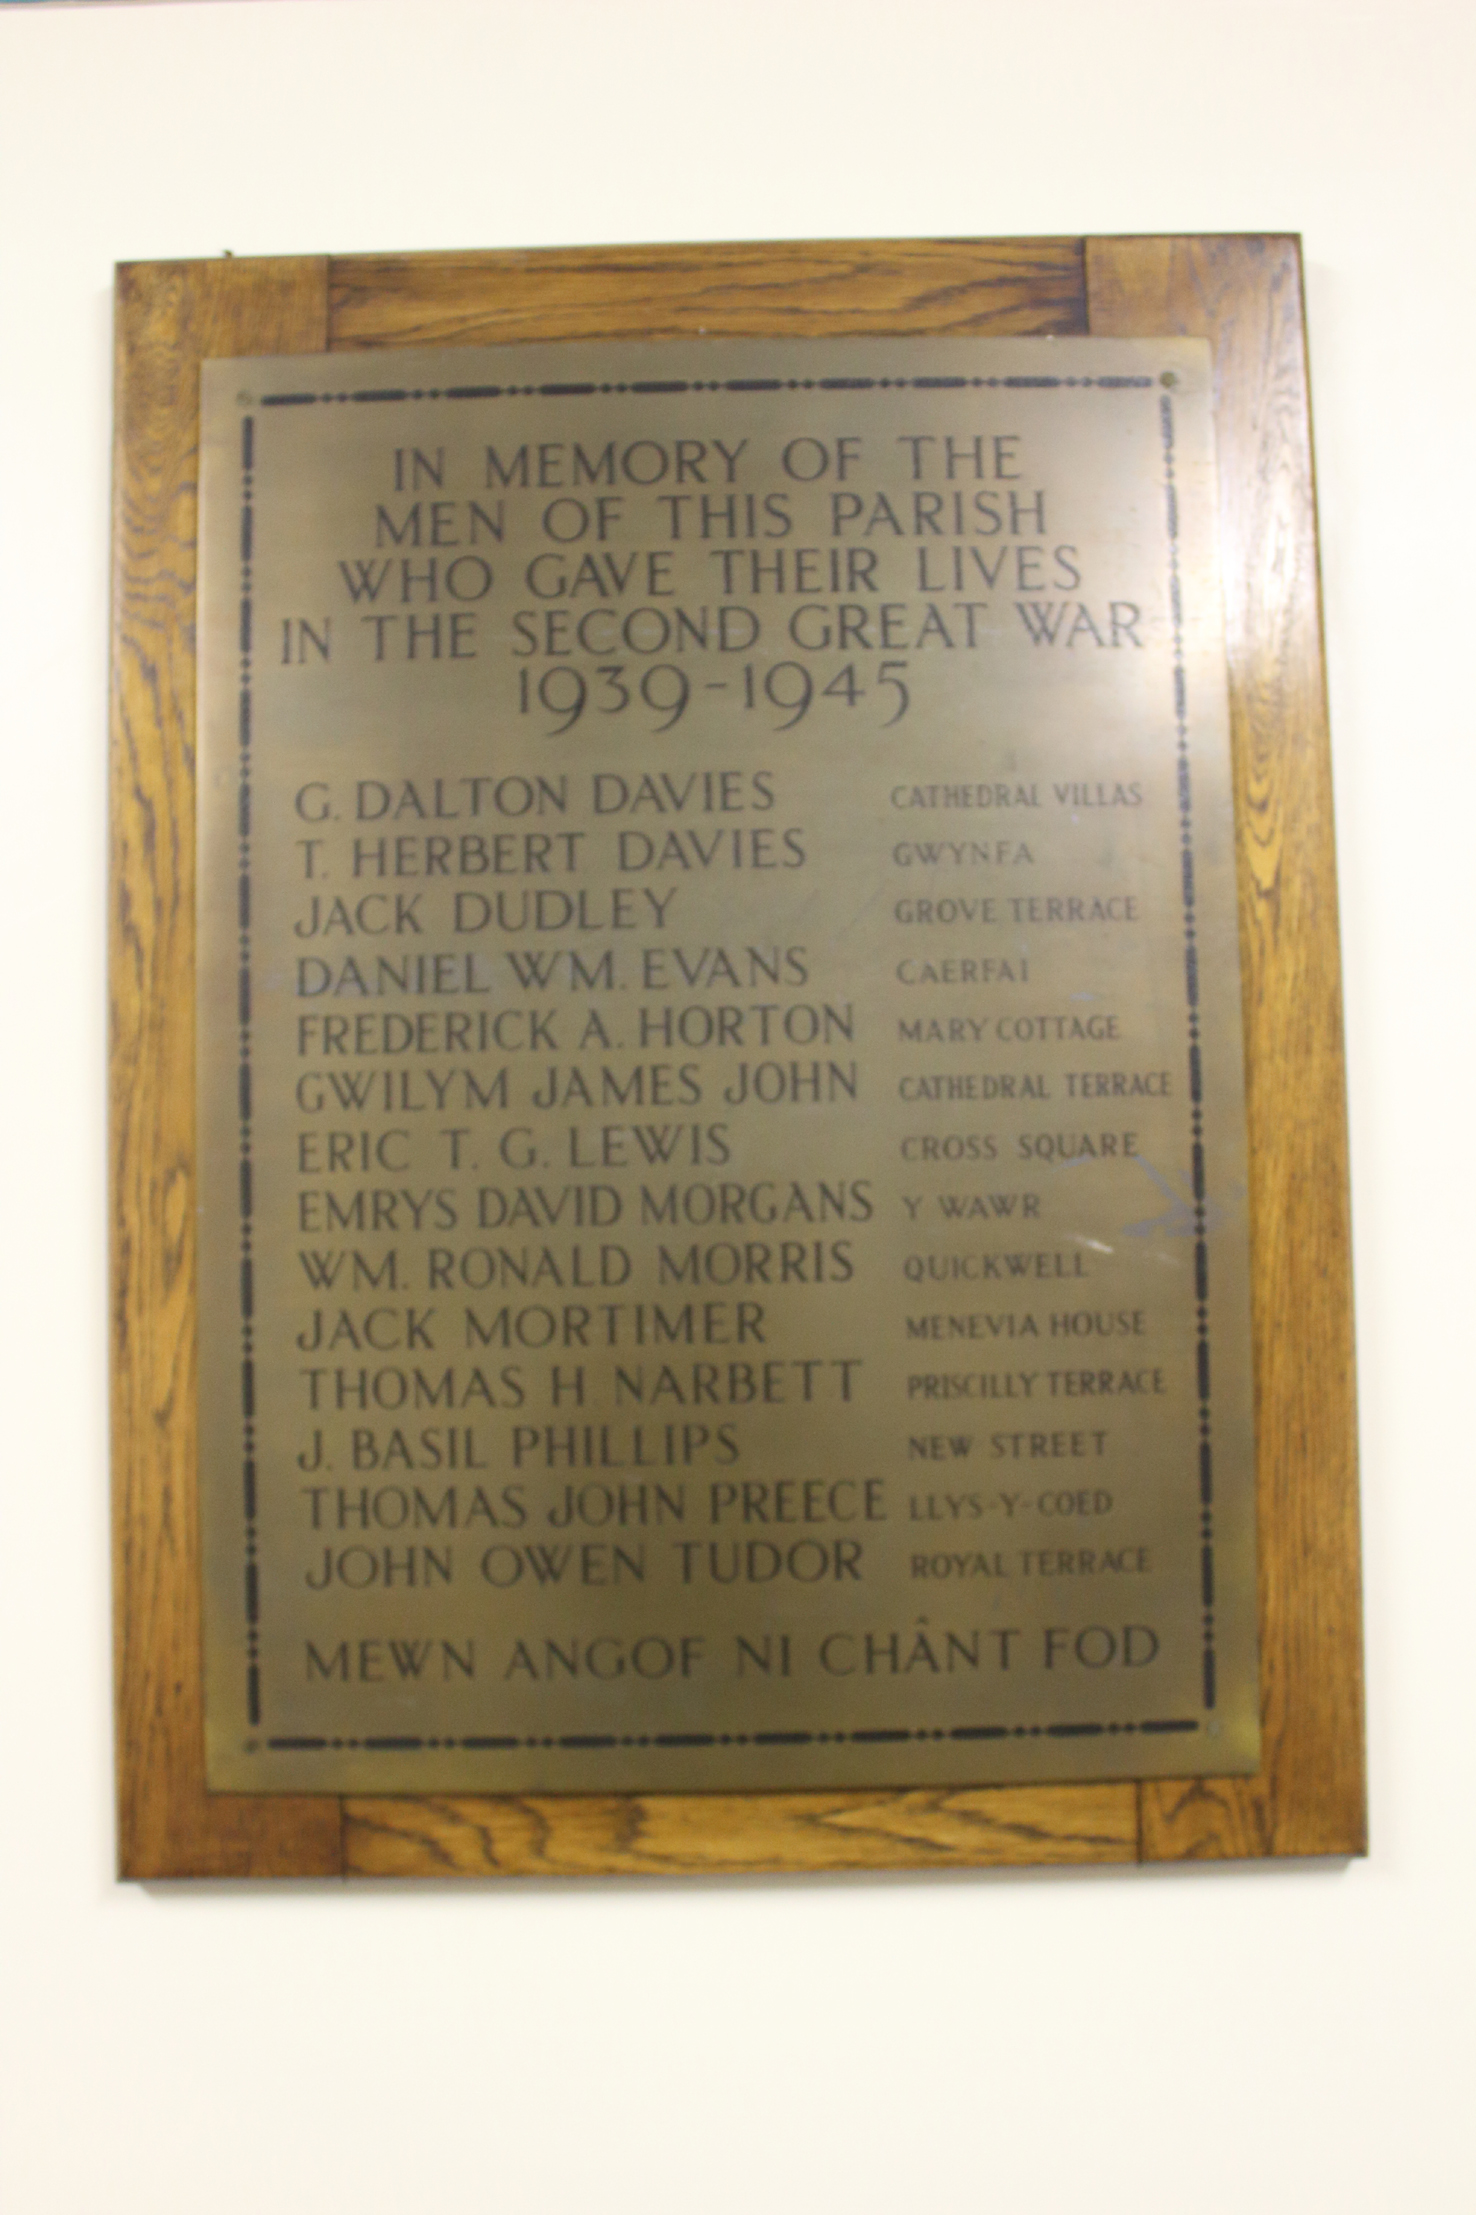 IN MEMORY OF THE
MEN OF THIS PARISH
WHO GAVE THEIR LIVES
IN THE SECOND GREAT WAR
1939-1945
G. DALTON DAVIES CATHEDRAL VILLAS
T. HERBERT DAVIES GWYNFA
JACK DUDLEY GROVE TERRACE
DANIEL WM. EVANS CAERFAI
FREDERICK A. HORTON MARY COTTAGE
GWILYM JAMES JOHN CATHEDRAL TERRACE
ERIC T. G. LEWIS CROSS SQUARE
EMRYS DAVID MORGANS Y WAWR
WM. RONALD MORRIS QUICKWELL
JACK MORTIMER MENEVIA HOUSE
THOMAS H. NARBETT PRISCILLY TERRACE
J. BASIL PHILLIPS NEW STREET
THOMAS JOHN PREECE LLYS-Y-COED
JOHN OWEN TUDOR ROYAL TERRACE
MEWN ANGOF NI CHÂNT FOD